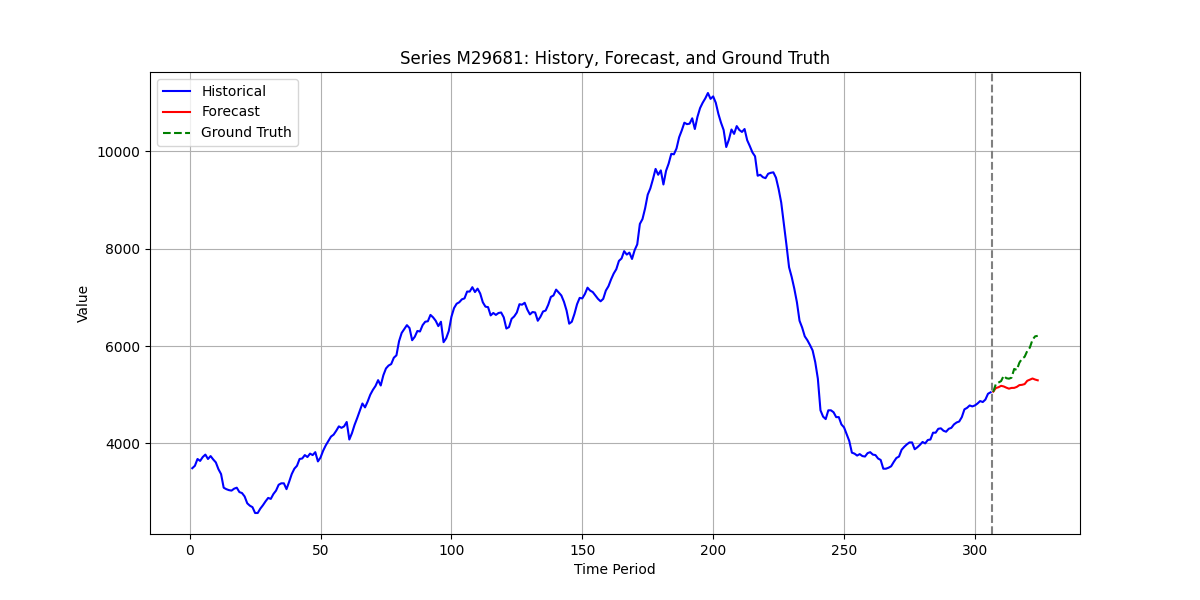 Series M29681: History, Forecast, and Ground Truth
Historical
Forecast
Ground Truth
10000
8000
6000
4000
Value
0 50 100 150 200 250 300
Time Period